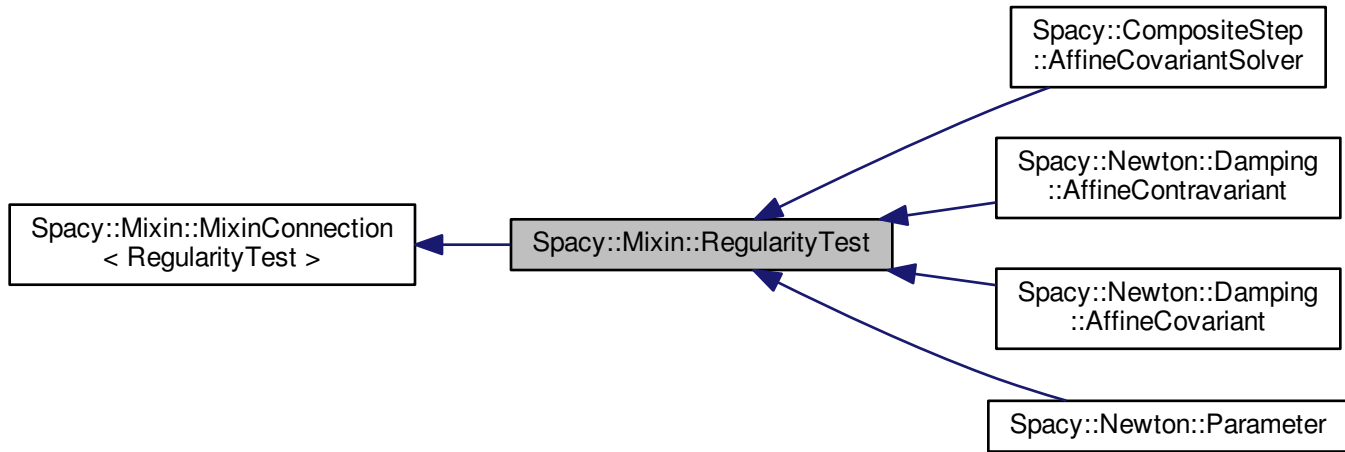 Spacy::Mixin::MixinConnection
< RegularityTest >
Spacy::Mixin::RegularityTest
Spacy::CompositeStep
::AffineCovariantSolver
Spacy::Newton::Damping
::AffineContravariant
Spacy::Newton::Damping
::AffineCovariant
Spacy::Newton::Parameter